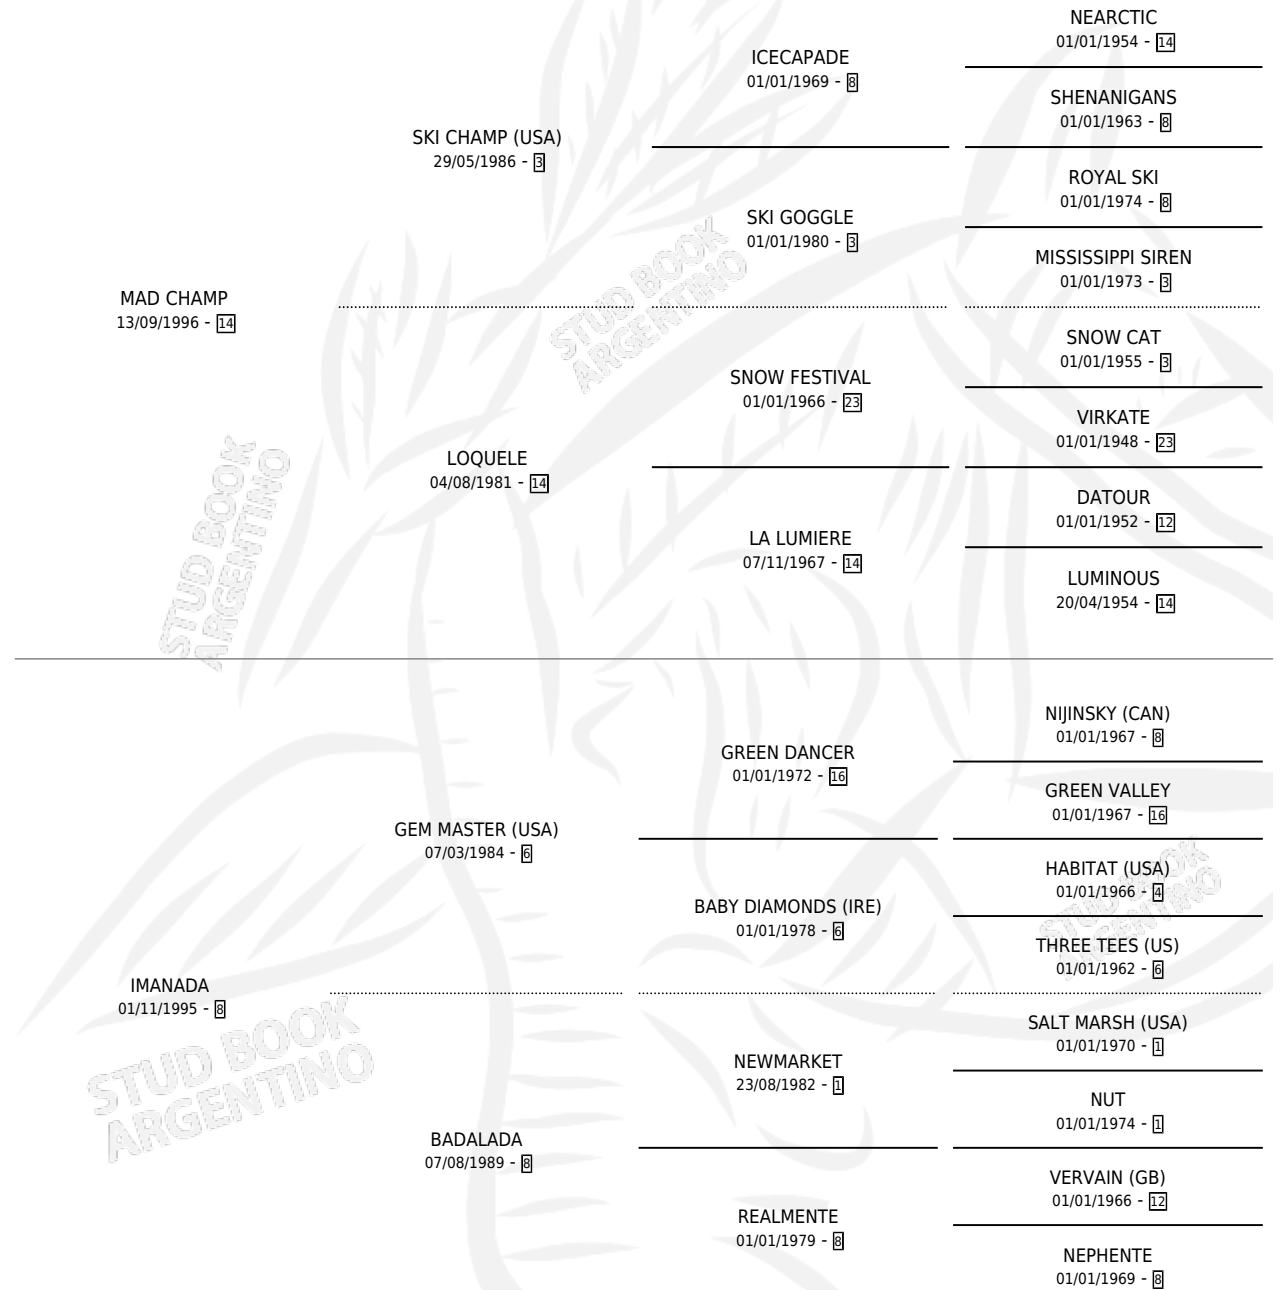 NEARCTIC
01/01/1954 - 14
ICECAPADE
01/01/1969 - 8
SHENANIGANS
01/01/1963 - 8
SKI CHAMP (USA)
29/05/1986 - 3
ROYAL SKI
01/01/1974 - 8
SKI GOGGLE
01/01/1980 - 3
MISSISSIPPI SIREN
01/01/1973 - 3
MAD CHAMP
13/09/1996 - 14
STUD BOOK
ARGENTINO
SNOW CAT
01/01/1955 - 3
SNOW FESTIVAL
01/01/1966 - 23
VIRKATE
01/01/1948 - 23
LOQUELE
04/08/1981 - 14
DATOUR
01/01/1952 - 12
LA LUMIERE
07/11/1967 - 14
LUMINOUS
20/04/1954 - 14
STUD BOOK
ARGENTINO
NIJINSKY (CAN)
01/01/1967 - 8
GREEN DANCER
01/01/1972 - 16
GREEN VALLEY
01/01/1967 - 16
GEM MASTER (USA)
07/03/1984 - 6
HABITAT (USA)
01/01/1966 - 4
BABY DIAMONDS (IRE)
01/01/1978 - 6
THREE TEES (US)
01/01/1962 - 6
STUD BOOK
ARGENTINO
IMANADA
01/11/1995 - 8
SALT MARSH (USA)
01/01/1970 - 1
NEWMARKET
23/08/1982 - 1
NUT
01/01/1974 - 1
STUD BOOK
ARGENTINO
BADALADA
07/08/1989 - 8
VERVAIN (GB)
01/01/1966 - 12
REALMENTE
01/01/1979 - 8
NEPHENTE
01/01/1969 - 8